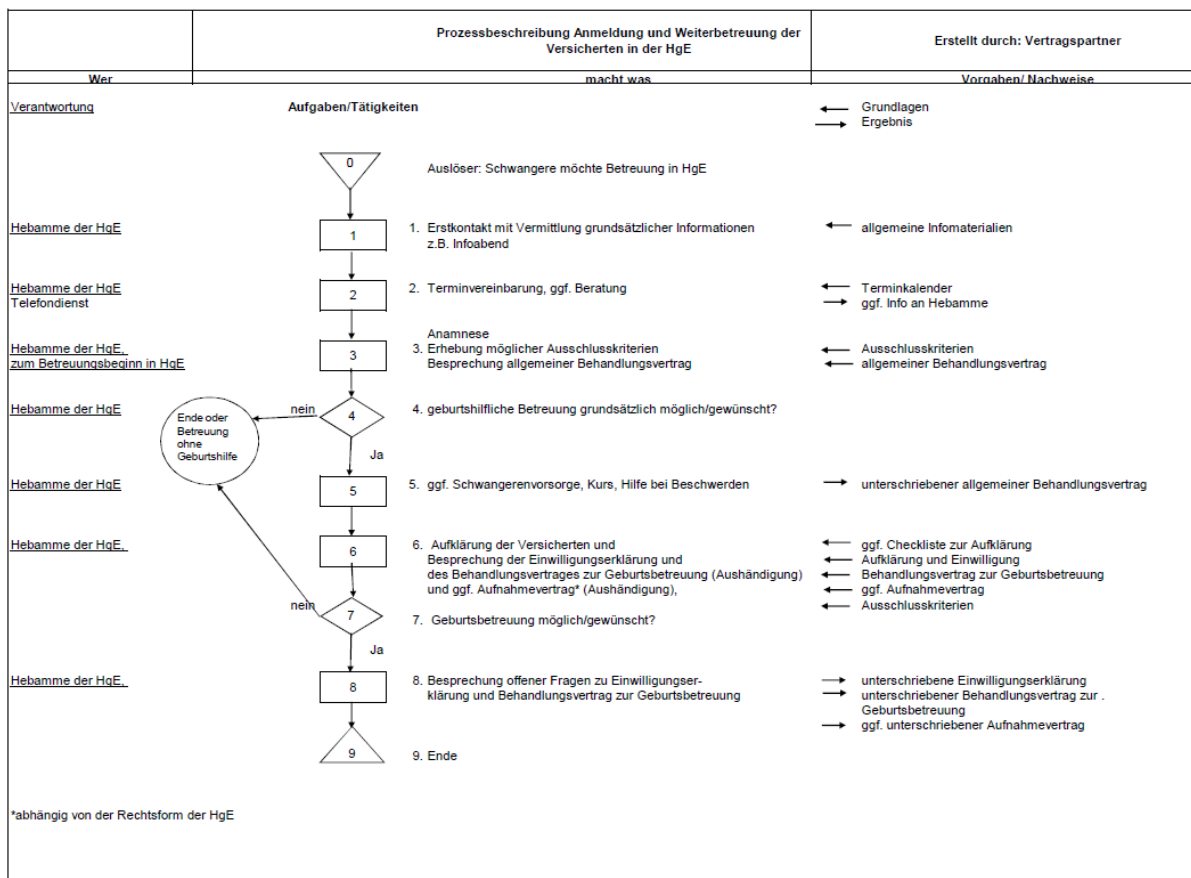 Prozessbeschreibung Anmeldung und Weiterbetreuung der
Versicherten in der HgE
Erstellt durch: Vertragspartner
Wer
macht was
Vorgaben/ Nachweise
Verantwortung
Aufgaben/Tätigkeiten
Grundlagen
Ergebnis
0
Auslöser: Schwangere möchte Betreuung in HgE
Hebamme der HgE
1
1. Erstkontakt mit Vermittlung grundsätzlicher Informationen
z.B. Infoabend
allgemeine Infomaterialien
Hebamme der HgE
Telefondienst
2
2. Terminvereinbarung, ggf. Beratung
Terminkalender
ggf. Info an Hebamme
Hebamme der HgE,
zum Betreuungsbeginn in HgE
3
Anamnese
3. Erhebung möglicher Ausschlusskriterien
Besprechung allgemeiner Behandlungsvertrag
Ausschlusskriterien
allgemeiner Behandlungsvertrag
Hebamme der HgE
Ende oder
Betreuung
ohne
Geburtshilfe
nein
4
4. geburtshilfliche Betreuung grundsätzlich möglich/gewünscht?
Ja
Hebamme der HgE
5
5. ggf. Schwangerenvorsorge, Kurs, Hilfe bei Beschwerden
unterschriebener allgemeiner Behandlungsvertrag
Hebamme der HgE,
6
6. Aufklärung der Versicherten und
Besprechung der Einwilligungserklärung und
des Behandlungsvertrages zur Geburtsbetreuung (Aushändigung)
und ggf. Aufnahmevertrag* (Aushändigung),
ggf. Checkliste zur Aufklärung
Aufklärung und Einwilligung
Behandlungsvertrag zur Geburtsbetreuung
ggf. Aufnahmevertrag
Ausschlusskriterien
nein
7
7. Geburtsbetreuung möglich/gewünscht?
Ja
Hebamme der HgE,
8
8. Besprechung offener Fragen zu Einwilligungser-
klärung und Behandlungsvertrag zur Geburtsbetreuung
unterschriebene Einwilligungserklärung
unterschriebener Behandlungsvertrag zur .
Geburtsbetreuung
ggf. unterschriebener Aufnahmevertrag
9
9. Ende
*abhängig von der Rechtsform der HgE